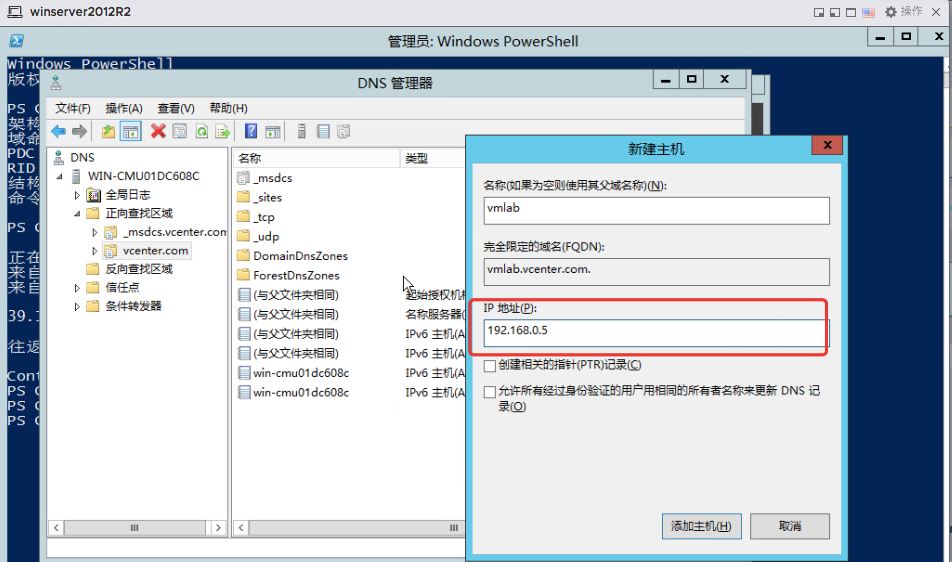 winserver2012R2
操作
管理员: Windows PowerShell
Windows PowerShell
版权
DNS 管理器
文件(F) 操作(A) 查看(V) 帮助(H)
PS C
架构
域命
PDC
RID
结构
命令
PS C
正在
来自
来自
39.1
往返
Cont
PS C
PS C
PS C
DNS
WIN-CMU01DC608C
全局日志
正向查找区域
_msdcs.vcenter.com
vcenter.com
反向查找区域
信任点
条件转发器
名称 类型
_msdcs
_sites
_tcp
_udp
DomainDnsZones
ForestDnsZones
(与父文件夹相同) 起始授权机构
(与父文件夹相同) 名称服务器(
(与父文件夹相同) IPv6 主机(A
(与父文件夹相同) IPv6 主机(A
win-cmu01dc608c IPv6 主机(A
win-cmu01dc608c IPv6 主机(A
新建主机
名称(如果为空则使用其父域名称)(N):
vmlab
完全限定的域名(FQDN):
vmlab.vcenter.com.
IP 地址(P):
192.168.0.5
创建相关的指针(PTR)记录(C)
允许所有经过身份验证的用户用相同的所有者名称来更新 DNS 记
录(O)
添加主机(H) 取消